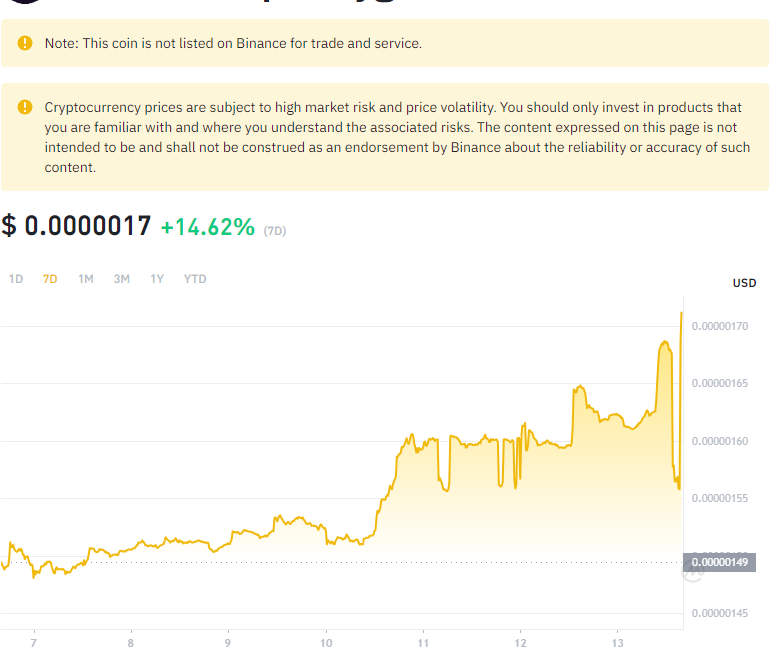 Note: This coin is not listed on Binance for trade and service.
Cryptocurrency prices are subject to high market risk and price volatility. You should only invest in products that
you are familiar with and where you understand the associated risks. The content expressed on this page is not
intended to be and shall not be construed as an endorsement by Binance about the reliability or accuracy of such
content.
$ 0.0000017 +14.62% (7D)
1D 7D 1M 3M 1Y YTD
USD
0.00000170
0.00000165
0.00000160
0.00000155
0.00000149
0.00000145
7 8 9 10 11 12 13